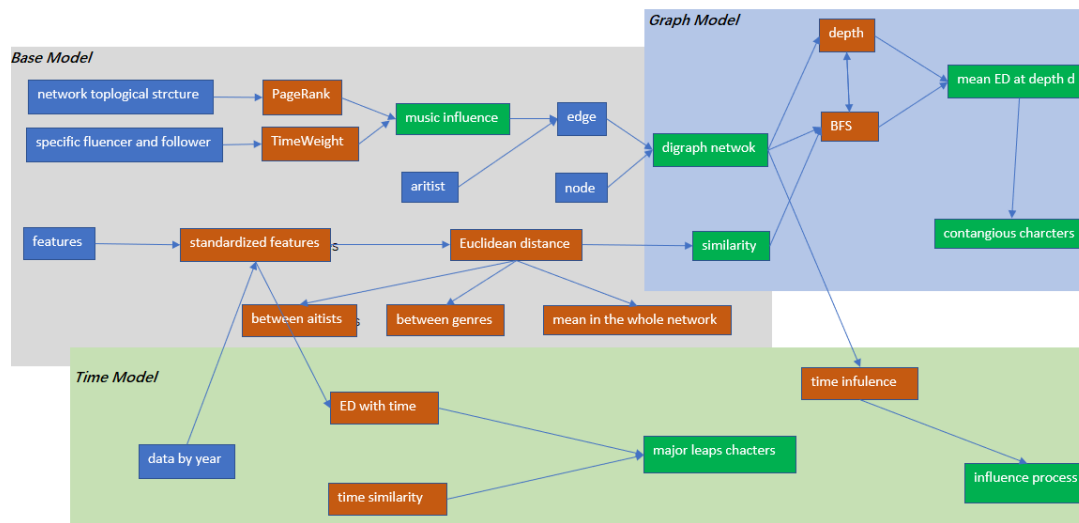 Graph Model
depth
Base Model
mean ED at depth d
network toplogical strcture
PageRank
music influence
edge
BFS
specific fluencer and follower
TimeWeight
digraph netwok
aritist
node
features
standardized features
s
Euclidean distance
similarity
contangious charcters
between aitists
s
between genres
mean in the whole network
Time Model
time infulence
ED with time
data by year
major leaps chacters
influence process
time similarity